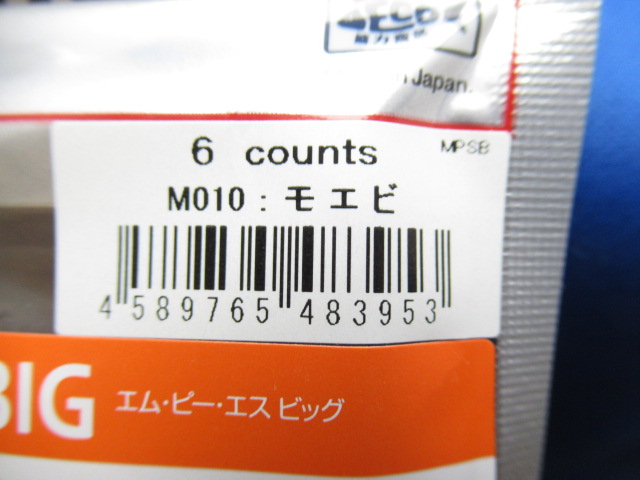 Japan.
6 counts
MPSB
M010：モエビ
4 589765 483953
BIG エム・ピー・エス ビッグ